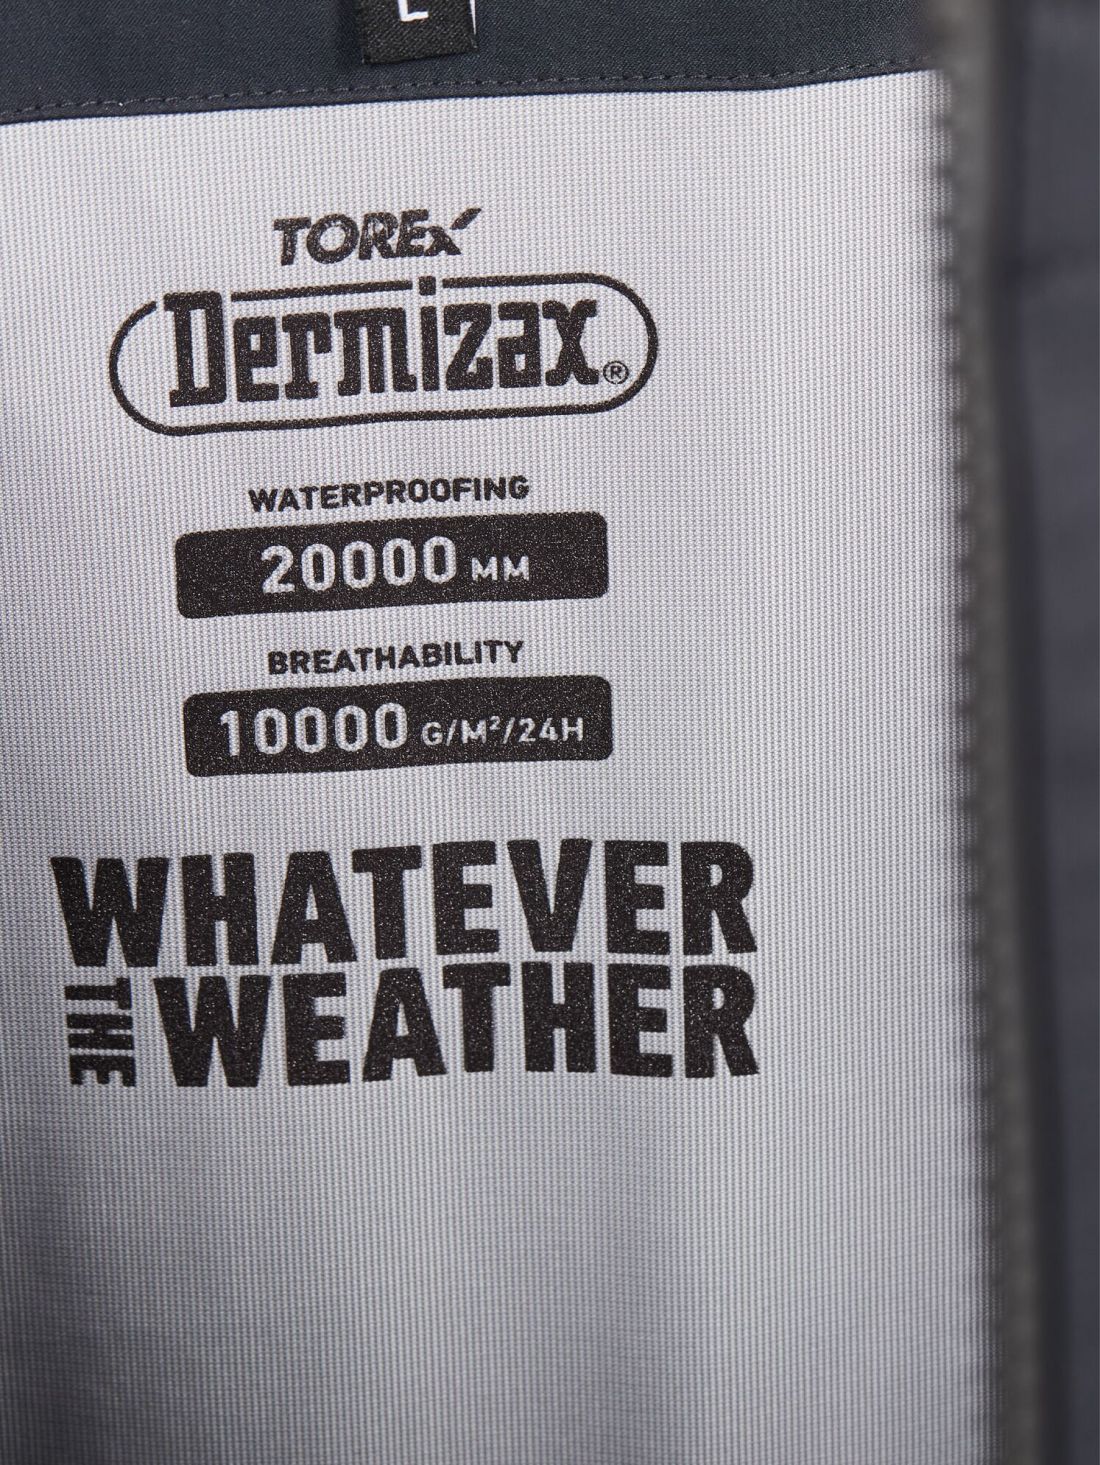 L
TOREX
Dermizax®
WATERPROOFING
20000 MM
BREATHABILITY
10000 G/M²/24H
WHATEVER
THE WEATHER